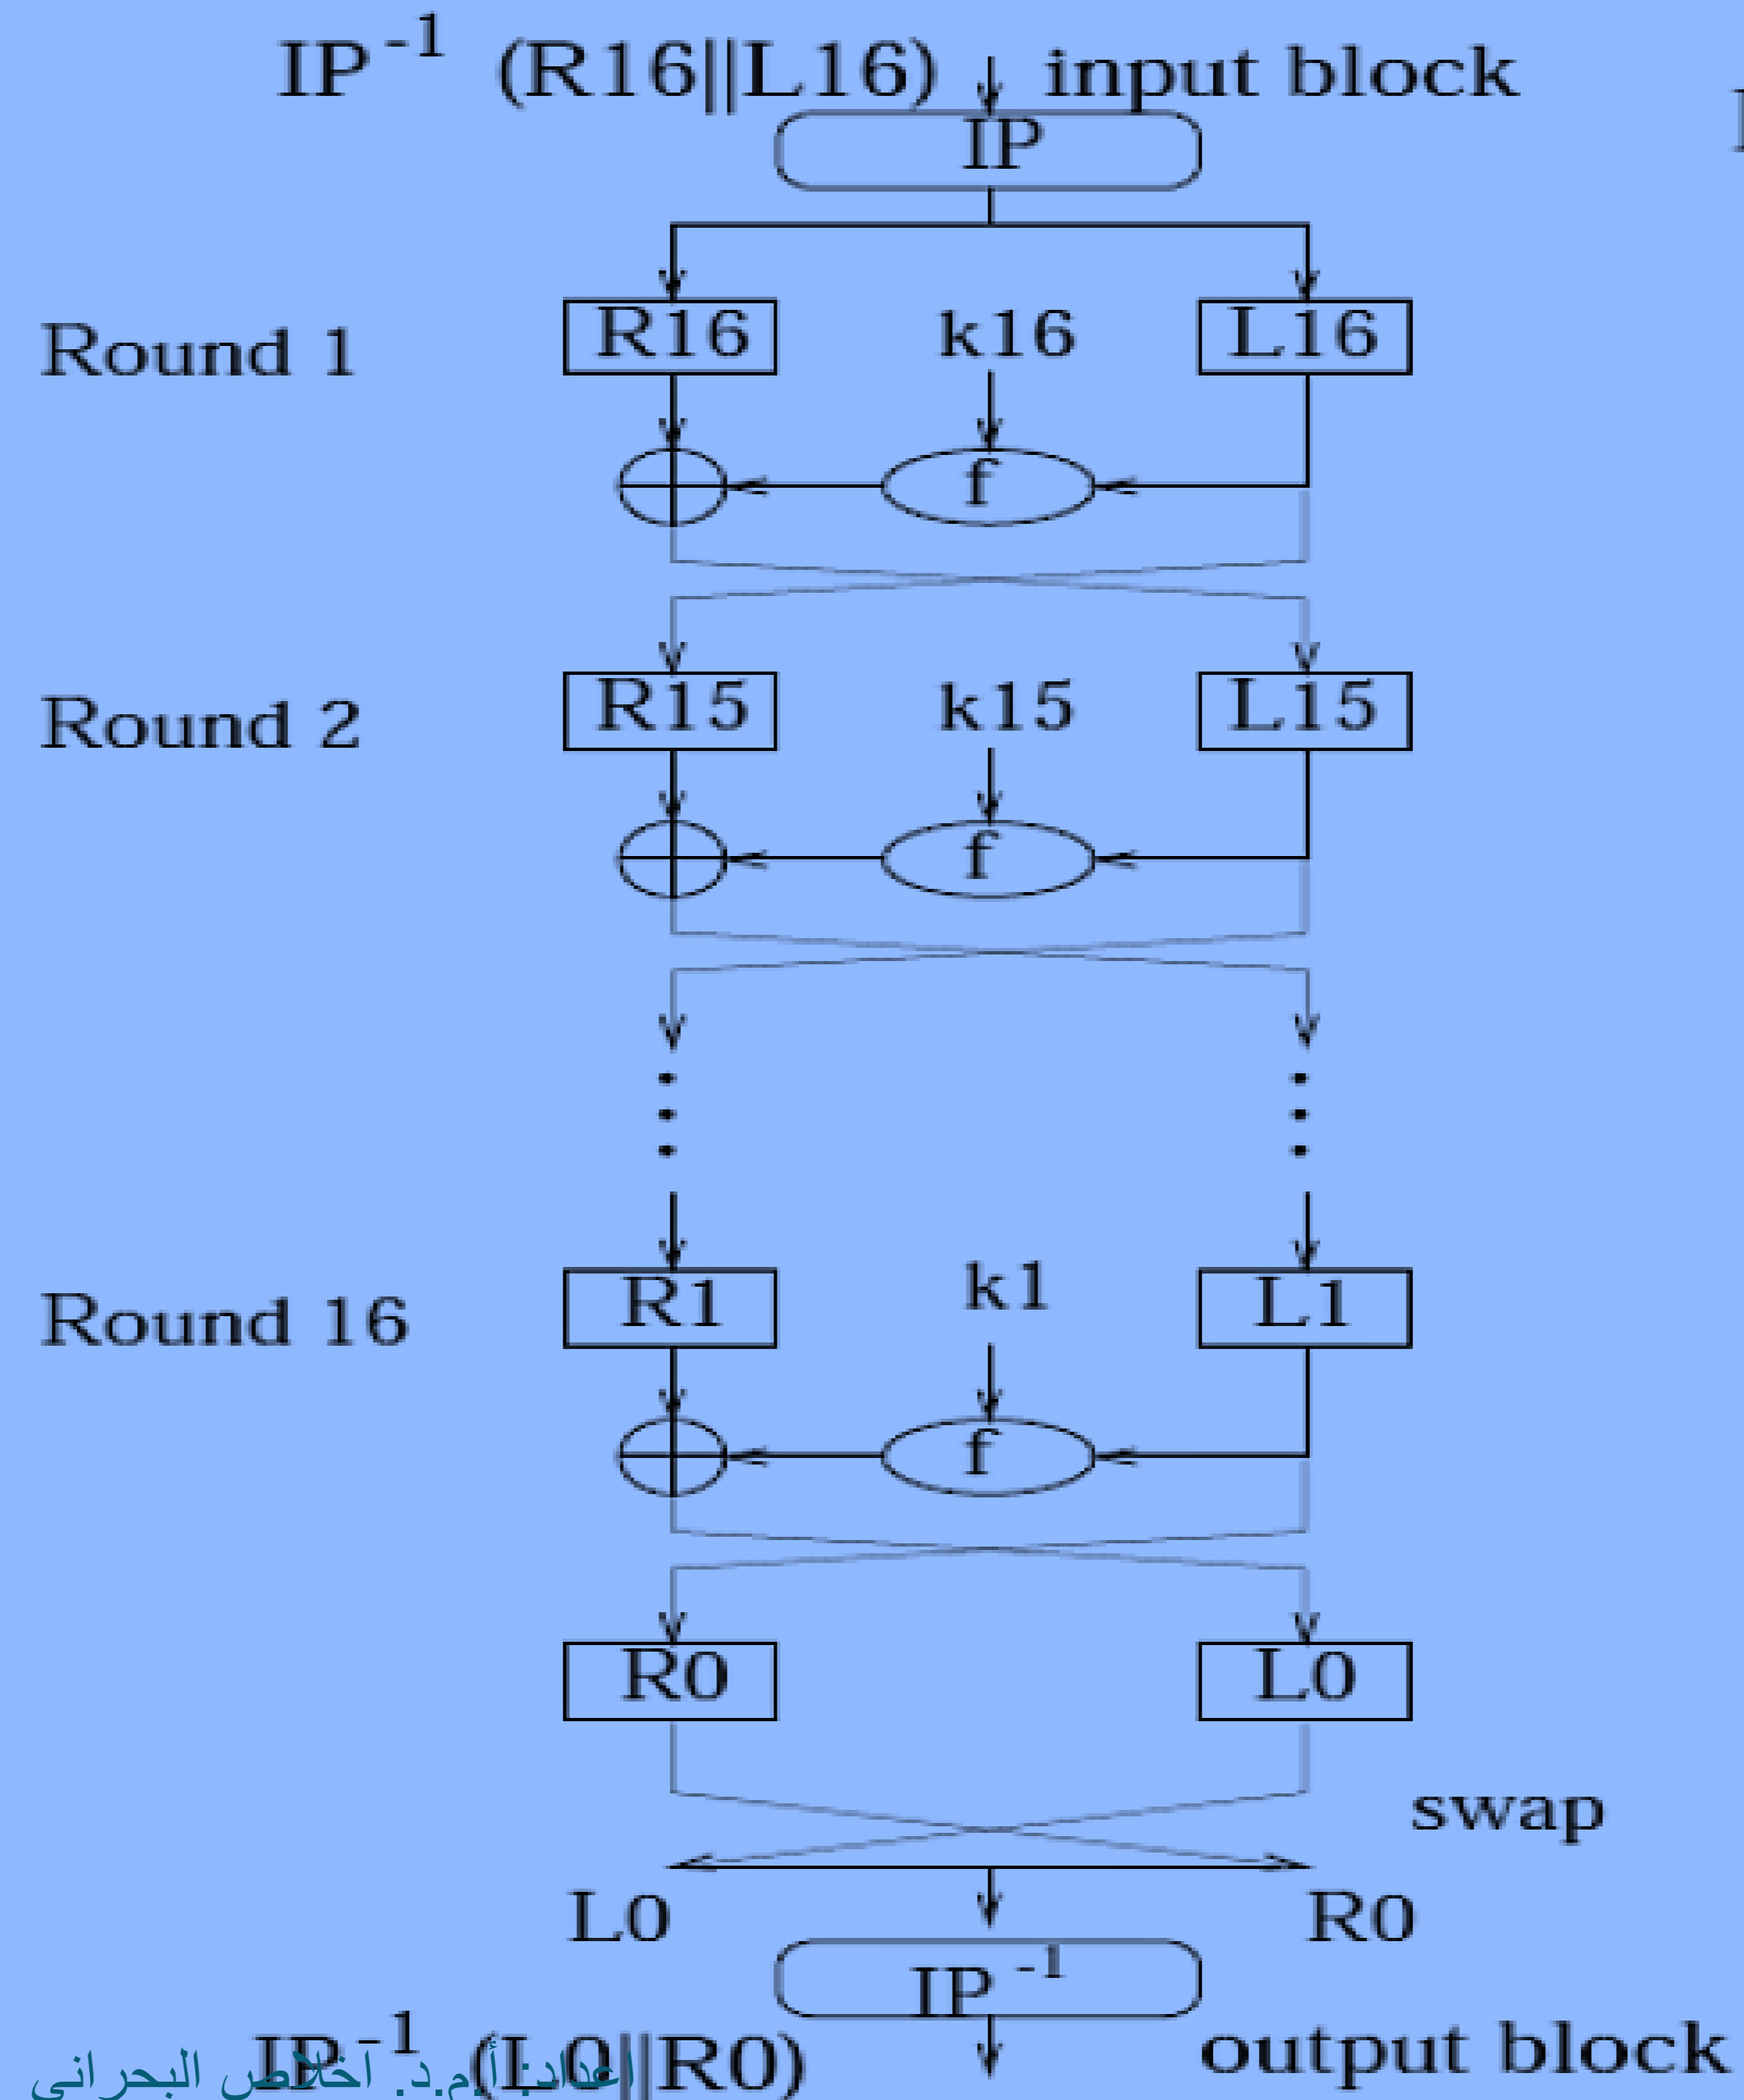 IP -1 (R16||L16) input block
IP
Round 1 R16 k16 L16
f
Round 2 R15 k15 L15
f
Round 16 R1 k1 L1
f
R0 L0
swap
L0 R0
IP -1
IP -1 (L0||R0) output block
اعداد: أ.م.د. اخلاص البحراني